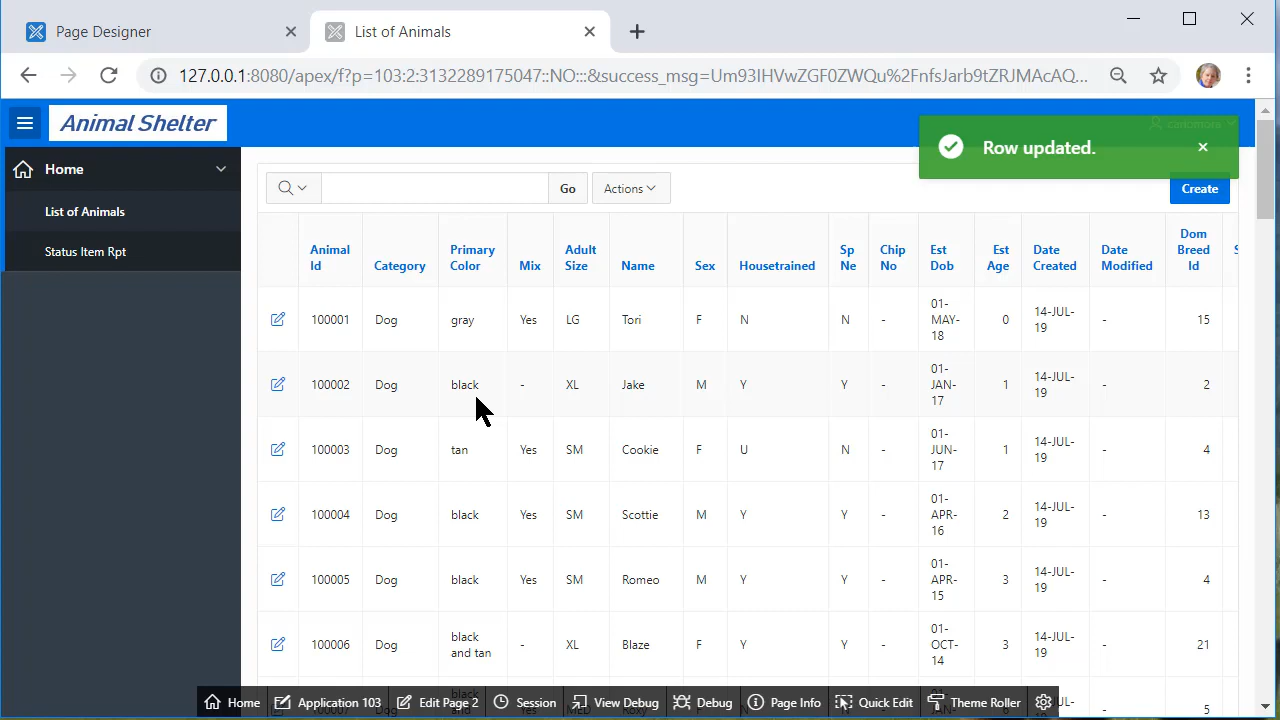 Page Designer
List of Animals
127.0.0.1:8080/apex/f?p=103:2:3132289175047::NO:::&success_msg=Um93IHVwZGF0ZWQu%2FnfsJarb9tZRJMAcAQ...
Animal Shelter
Row updated.
Home
List of Animals
Status Item Rpt
Go
Actions
Create
Animal Id
Category
Primary Color
Mix
Adult Size
Name
Sex
Housetrained
Sp Ne
Chip No
Est Dob
Est Age
Date Created
Date Modified
Dom Breed Id
100001 Dog gray Yes LG Tori F N N - 01-MAY-18 0 14-JUL-19 - 15
100002 Dog black - XL Jake M Y Y - 01-JAN-17 1 14-JUL-19 - 2
100003 Dog tan Yes SM Cookie F U N - 01-JUN-17 1 14-JUL-19 - 4
100004 Dog black Yes SM Scottie M Y Y - 01-APR-16 2 14-JUL-19 - 13
100005 Dog black Yes SM Romeo M Y Y - 01-APR-15 3 14-JUL-19 - 4
100006 Dog black and tan - XL Blaze F Y Y - 01-OCT-14 3 14-JUL-19 - 21
Home
Application 103
Edit Page 2
Session
View Debug
Debug
Page Info
Quick Edit
Theme Roller